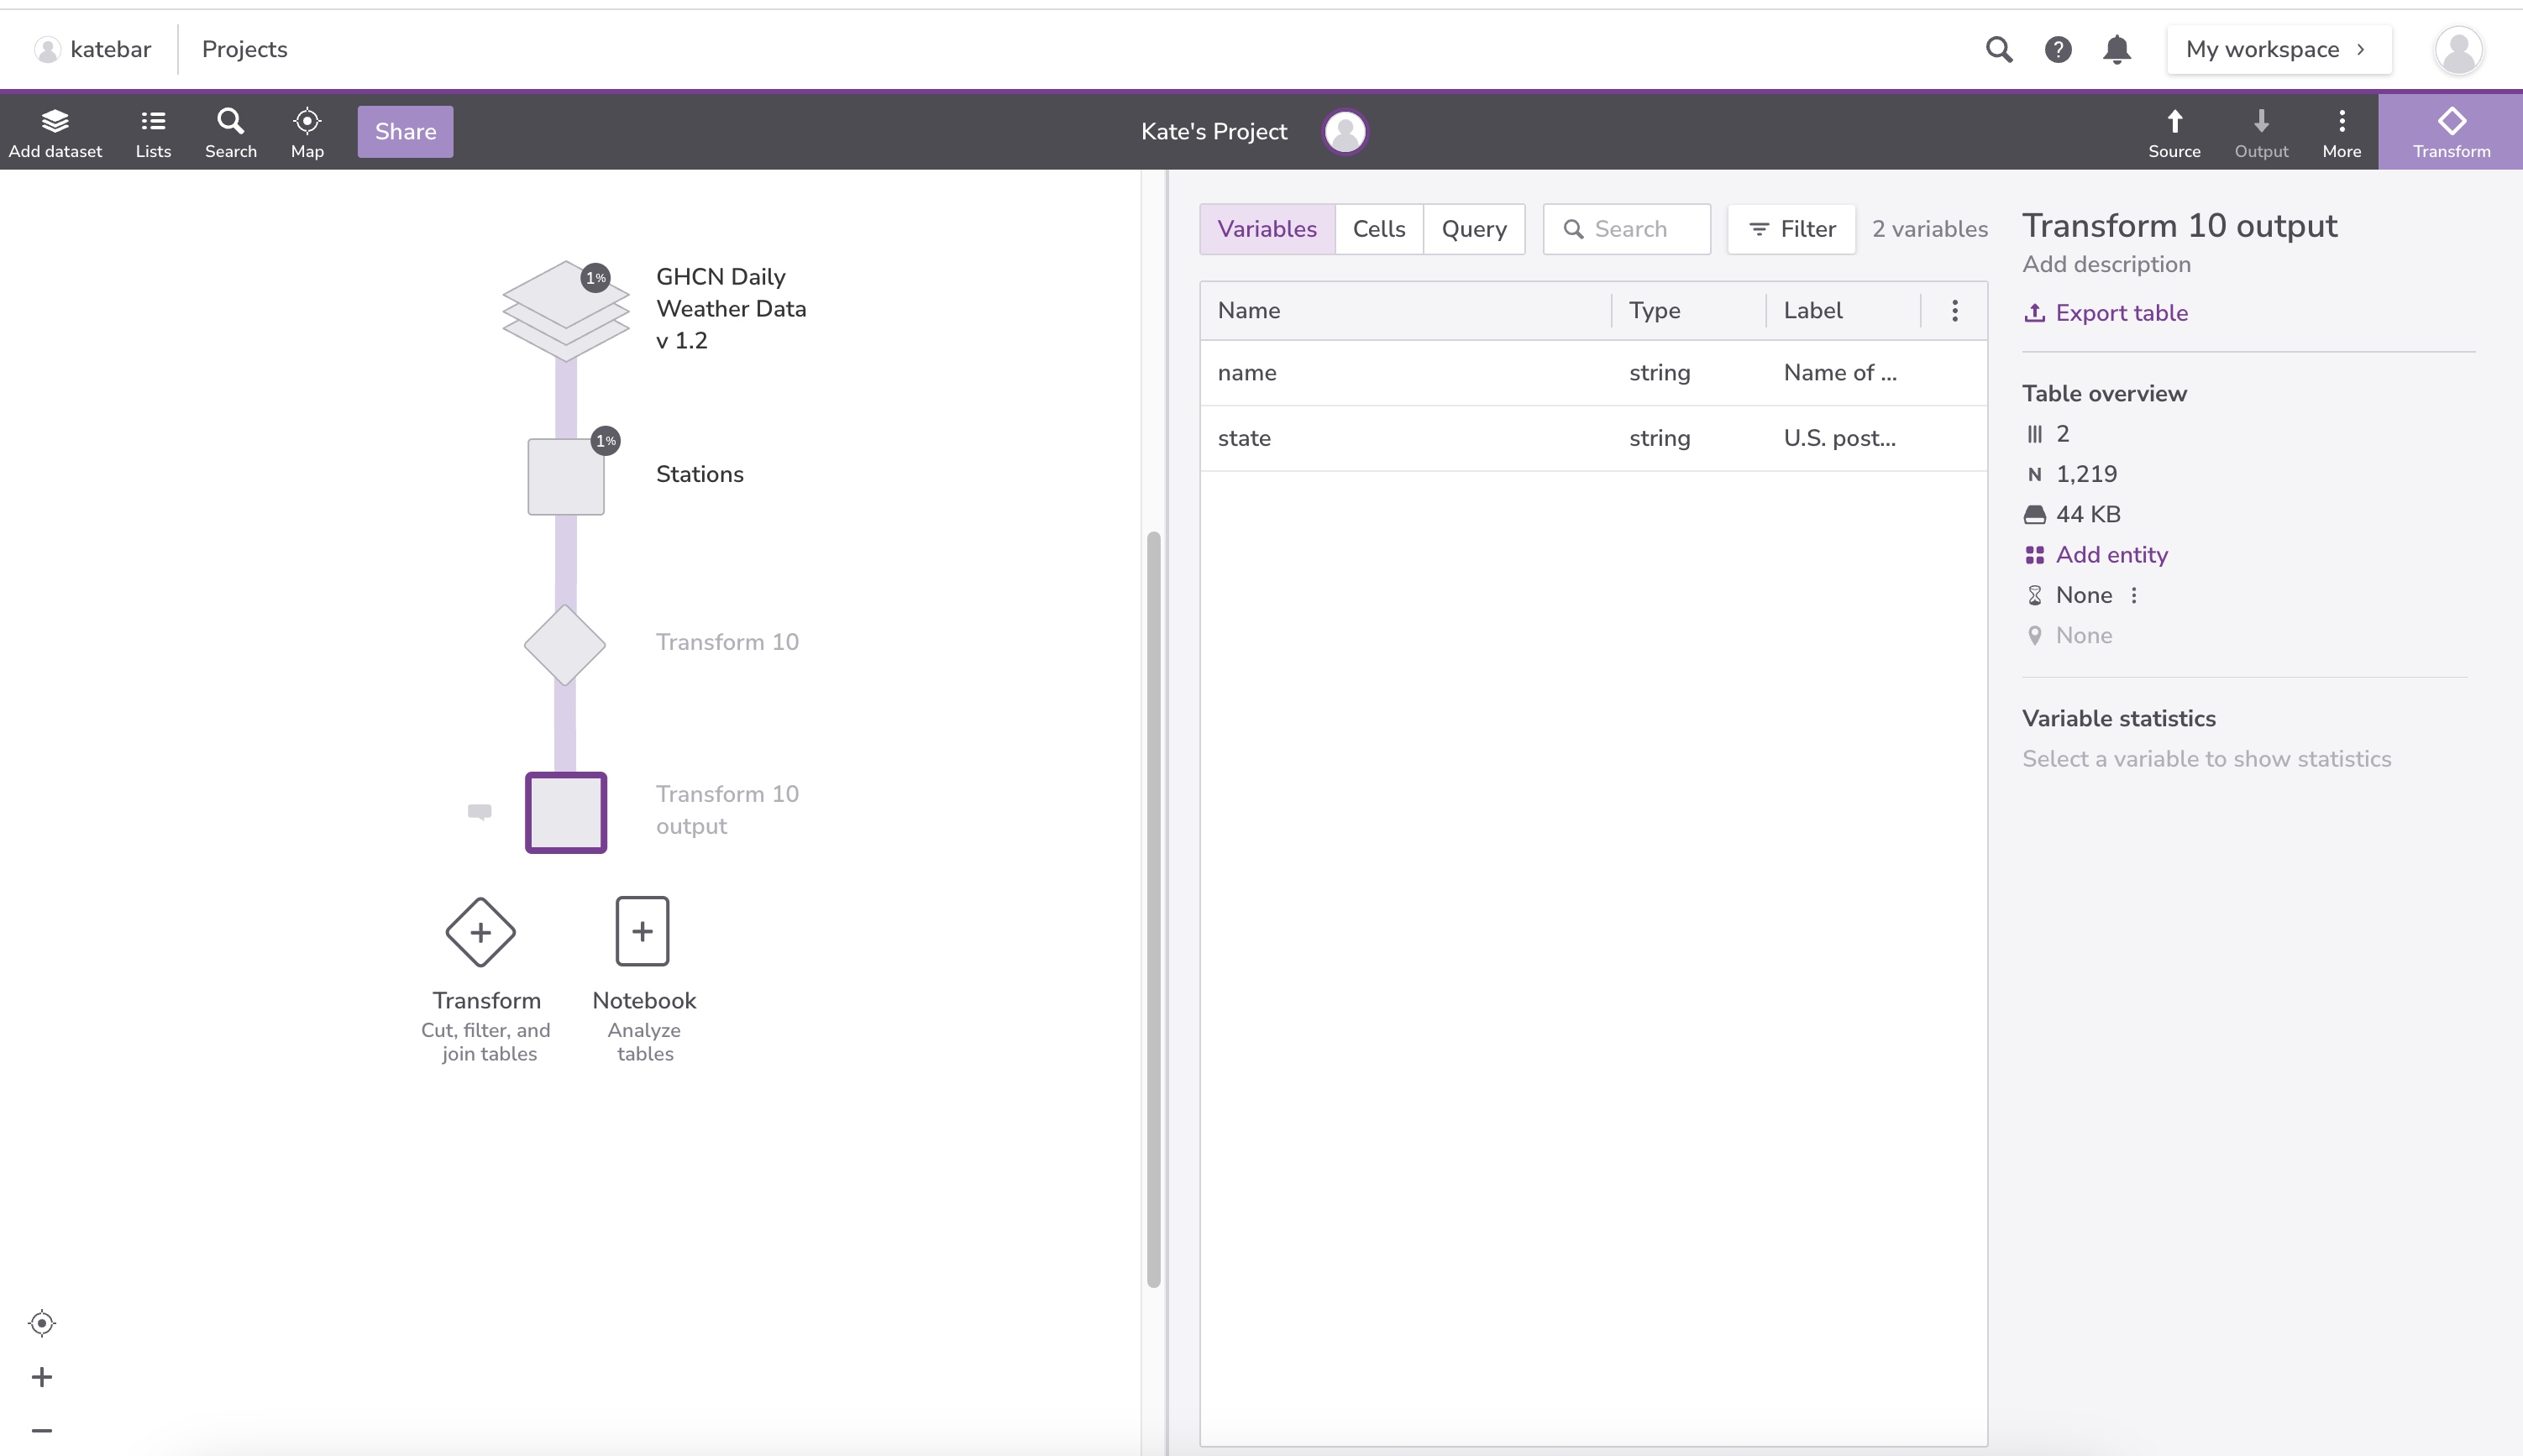 katebar
Projects
My workspace
Add dataset
Lists
Search
Map
Share
Kate's Project
Source
Output
More
Transform
GHCN Daily
Weather Data
v 1.2
1%
Stations
1%
Transform 10
Transform 10
output
Transform
Cut, filter, and
join tables
Notebook
Analyze
tables
Variables
Cells
Query
Search
Filter
2 variables
Name
Type
Label
name
string
Name of ...
state
string
U.S. post...
Transform 10 output
Add description
Export table
Table overview
2
N 1,219
44 KB
Add entity
None
None
Variable statistics
Select a variable to show statistics